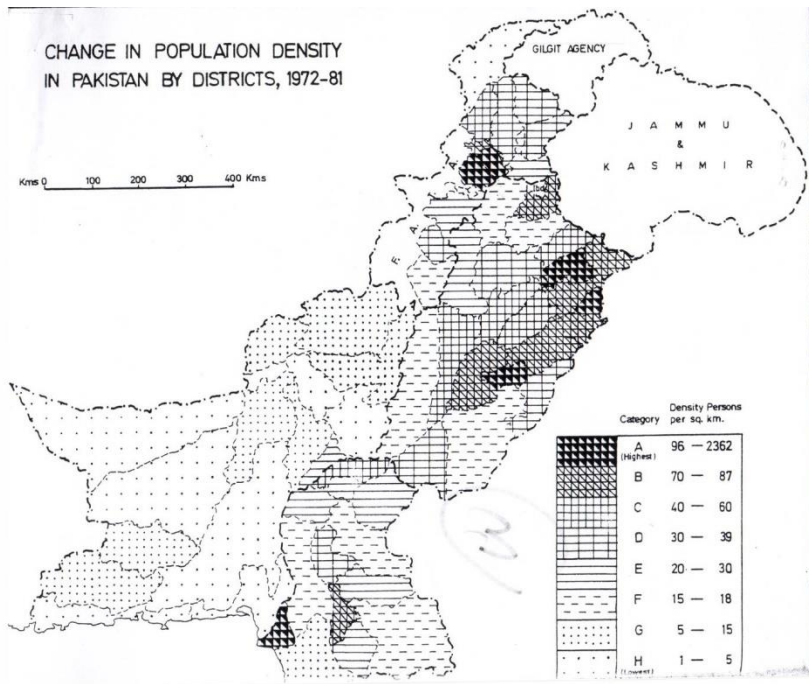 CHANGE IN POPULATION DENSITY
IN PAKISTAN BY DISTRICTS, 1972-81
GILGIT AGENCY
JAMMU
&
KASHMIR
Kms 0 100 200 300 400 Kms
F. A.
Category Density Persons per sq. km.
A (Highest) 96 — 2362
B 70 — 87
C 40 — 60
D 30 — 39
E 20 — 30
F 15 — 18
G 5 — 15
H (Lowest) 1 — 5